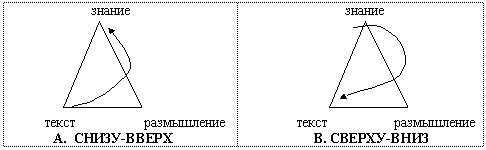 знание
текст размышление
А. СНИЗУ-ВВЕРХ
знание
текст размышление
В. СВЕРХУ-ВНИЗ